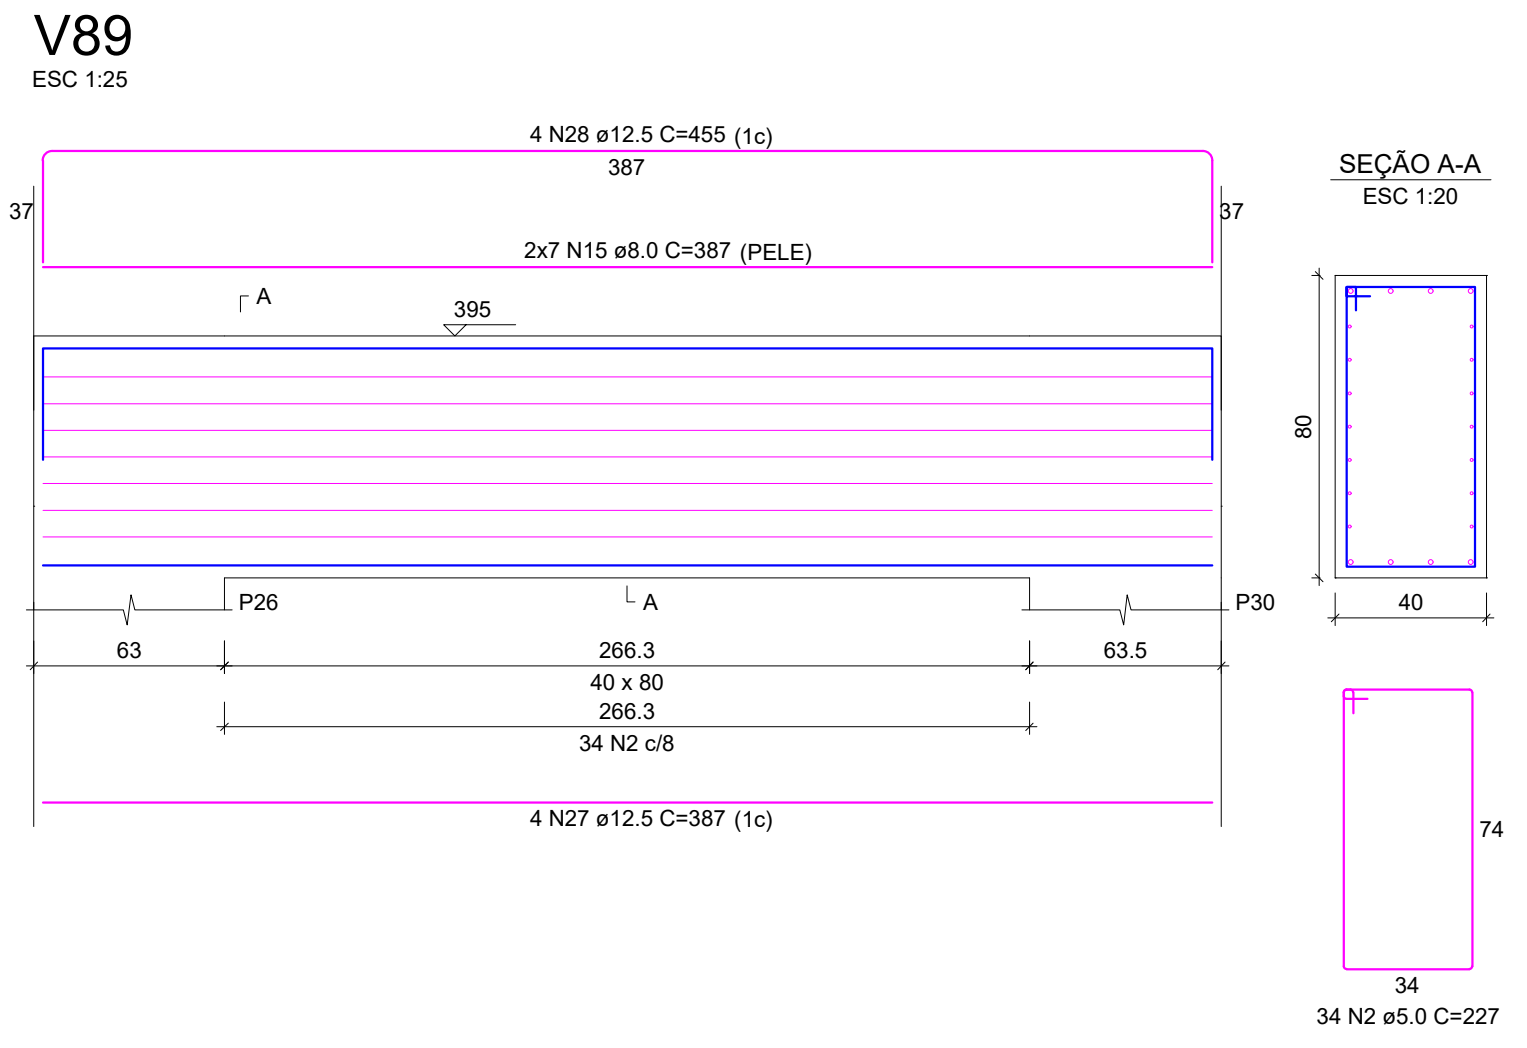 V89
ESC 1:25
4 N28 ø12.5 C=455 (1c)
387
37
37
2x7 N15 ø8.0 C=387 (PELE)
A
395
A
P26
P30
63
266.3
63.5
40 x 80
266.3
34 N2 c/8
4 N27 ø12.5 C=387 (1c)
SEÇÃO A-A
ESC 1:20
80
40
74
34
34 N2 ø5.0 C=227